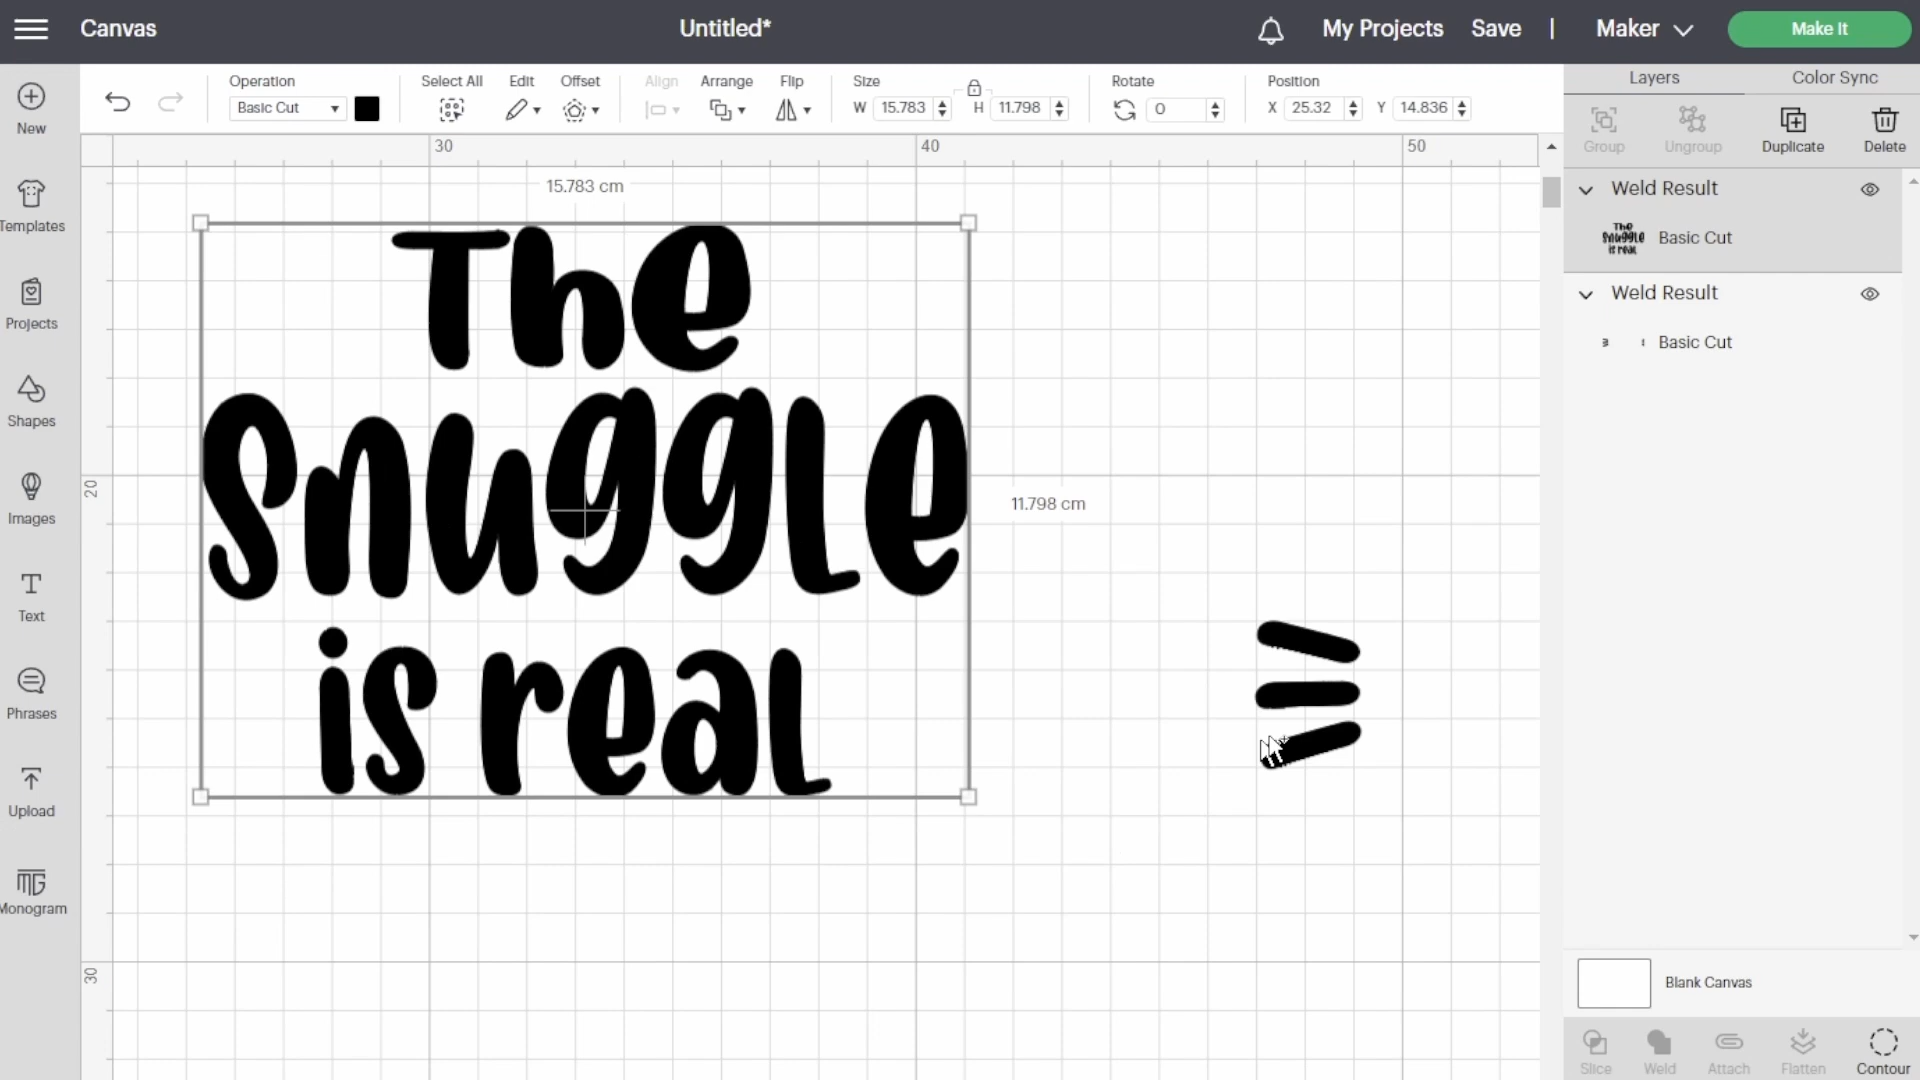 Canvas
Untitled*
My Projects
Save
|
Maker
Make It
Operation
Basic Cut
Select All
Edit
Offset
Align
Arrange
Flip
Size
W 15.783
H 11.798
Rotate
0
Position
X 25.32
Y 14.836
Layers
Color Sync
Group
Ungroup
Duplicate
Delete
New
Templates
Projects
Shapes
Images
Text
Upload
Phrases
Monogram
30
40
50
20
30
15.783 cm
11.798 cm
The
Snuggle
is real
Weld Result
The
Snuggle
is real
Basic Cut
Weld Result
Basic Cut
Blank Canvas
Slice
Weld
Attach
Flatten
Contour